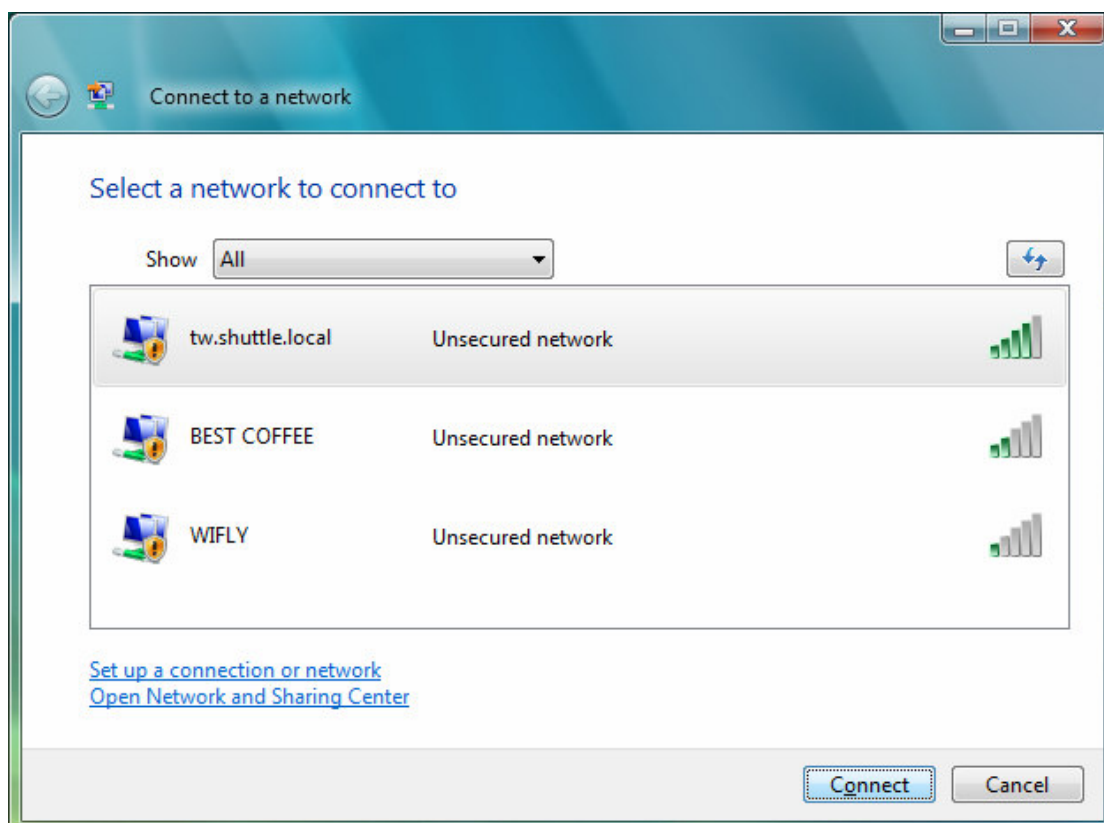 Connect to a network
Select a network to connect to
Show All
tw.shuttle.local Unsecured network
BEST COFFEE Unsecured network
WIFLY Unsecured network
Set up a connection or network
Open Network and Sharing Center
Connect Cancel